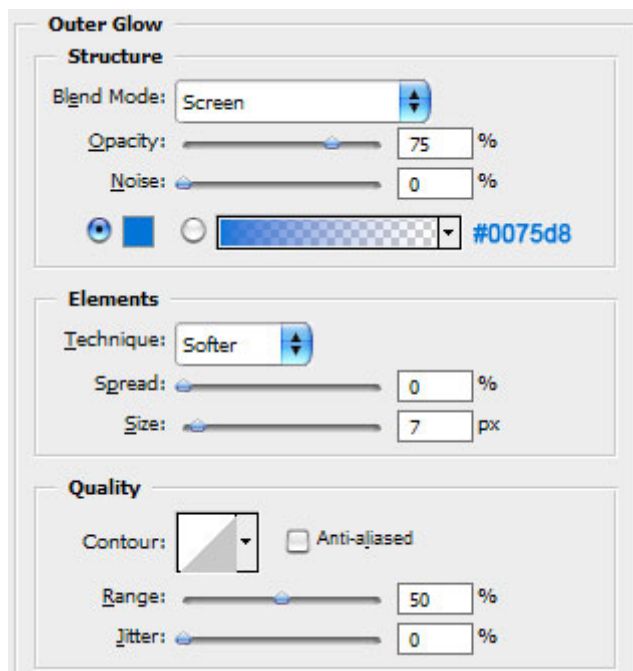 Outer Glow
Structure
Blend Mode: Screen
Opacity: 75 %
Noise: 0 %
#0075d8
Elements
Technique: Softer
Spread: 0 %
Size: 7 px
Quality
Contour: Anti-aliased
Range: 50 %
Jitter: 0 %